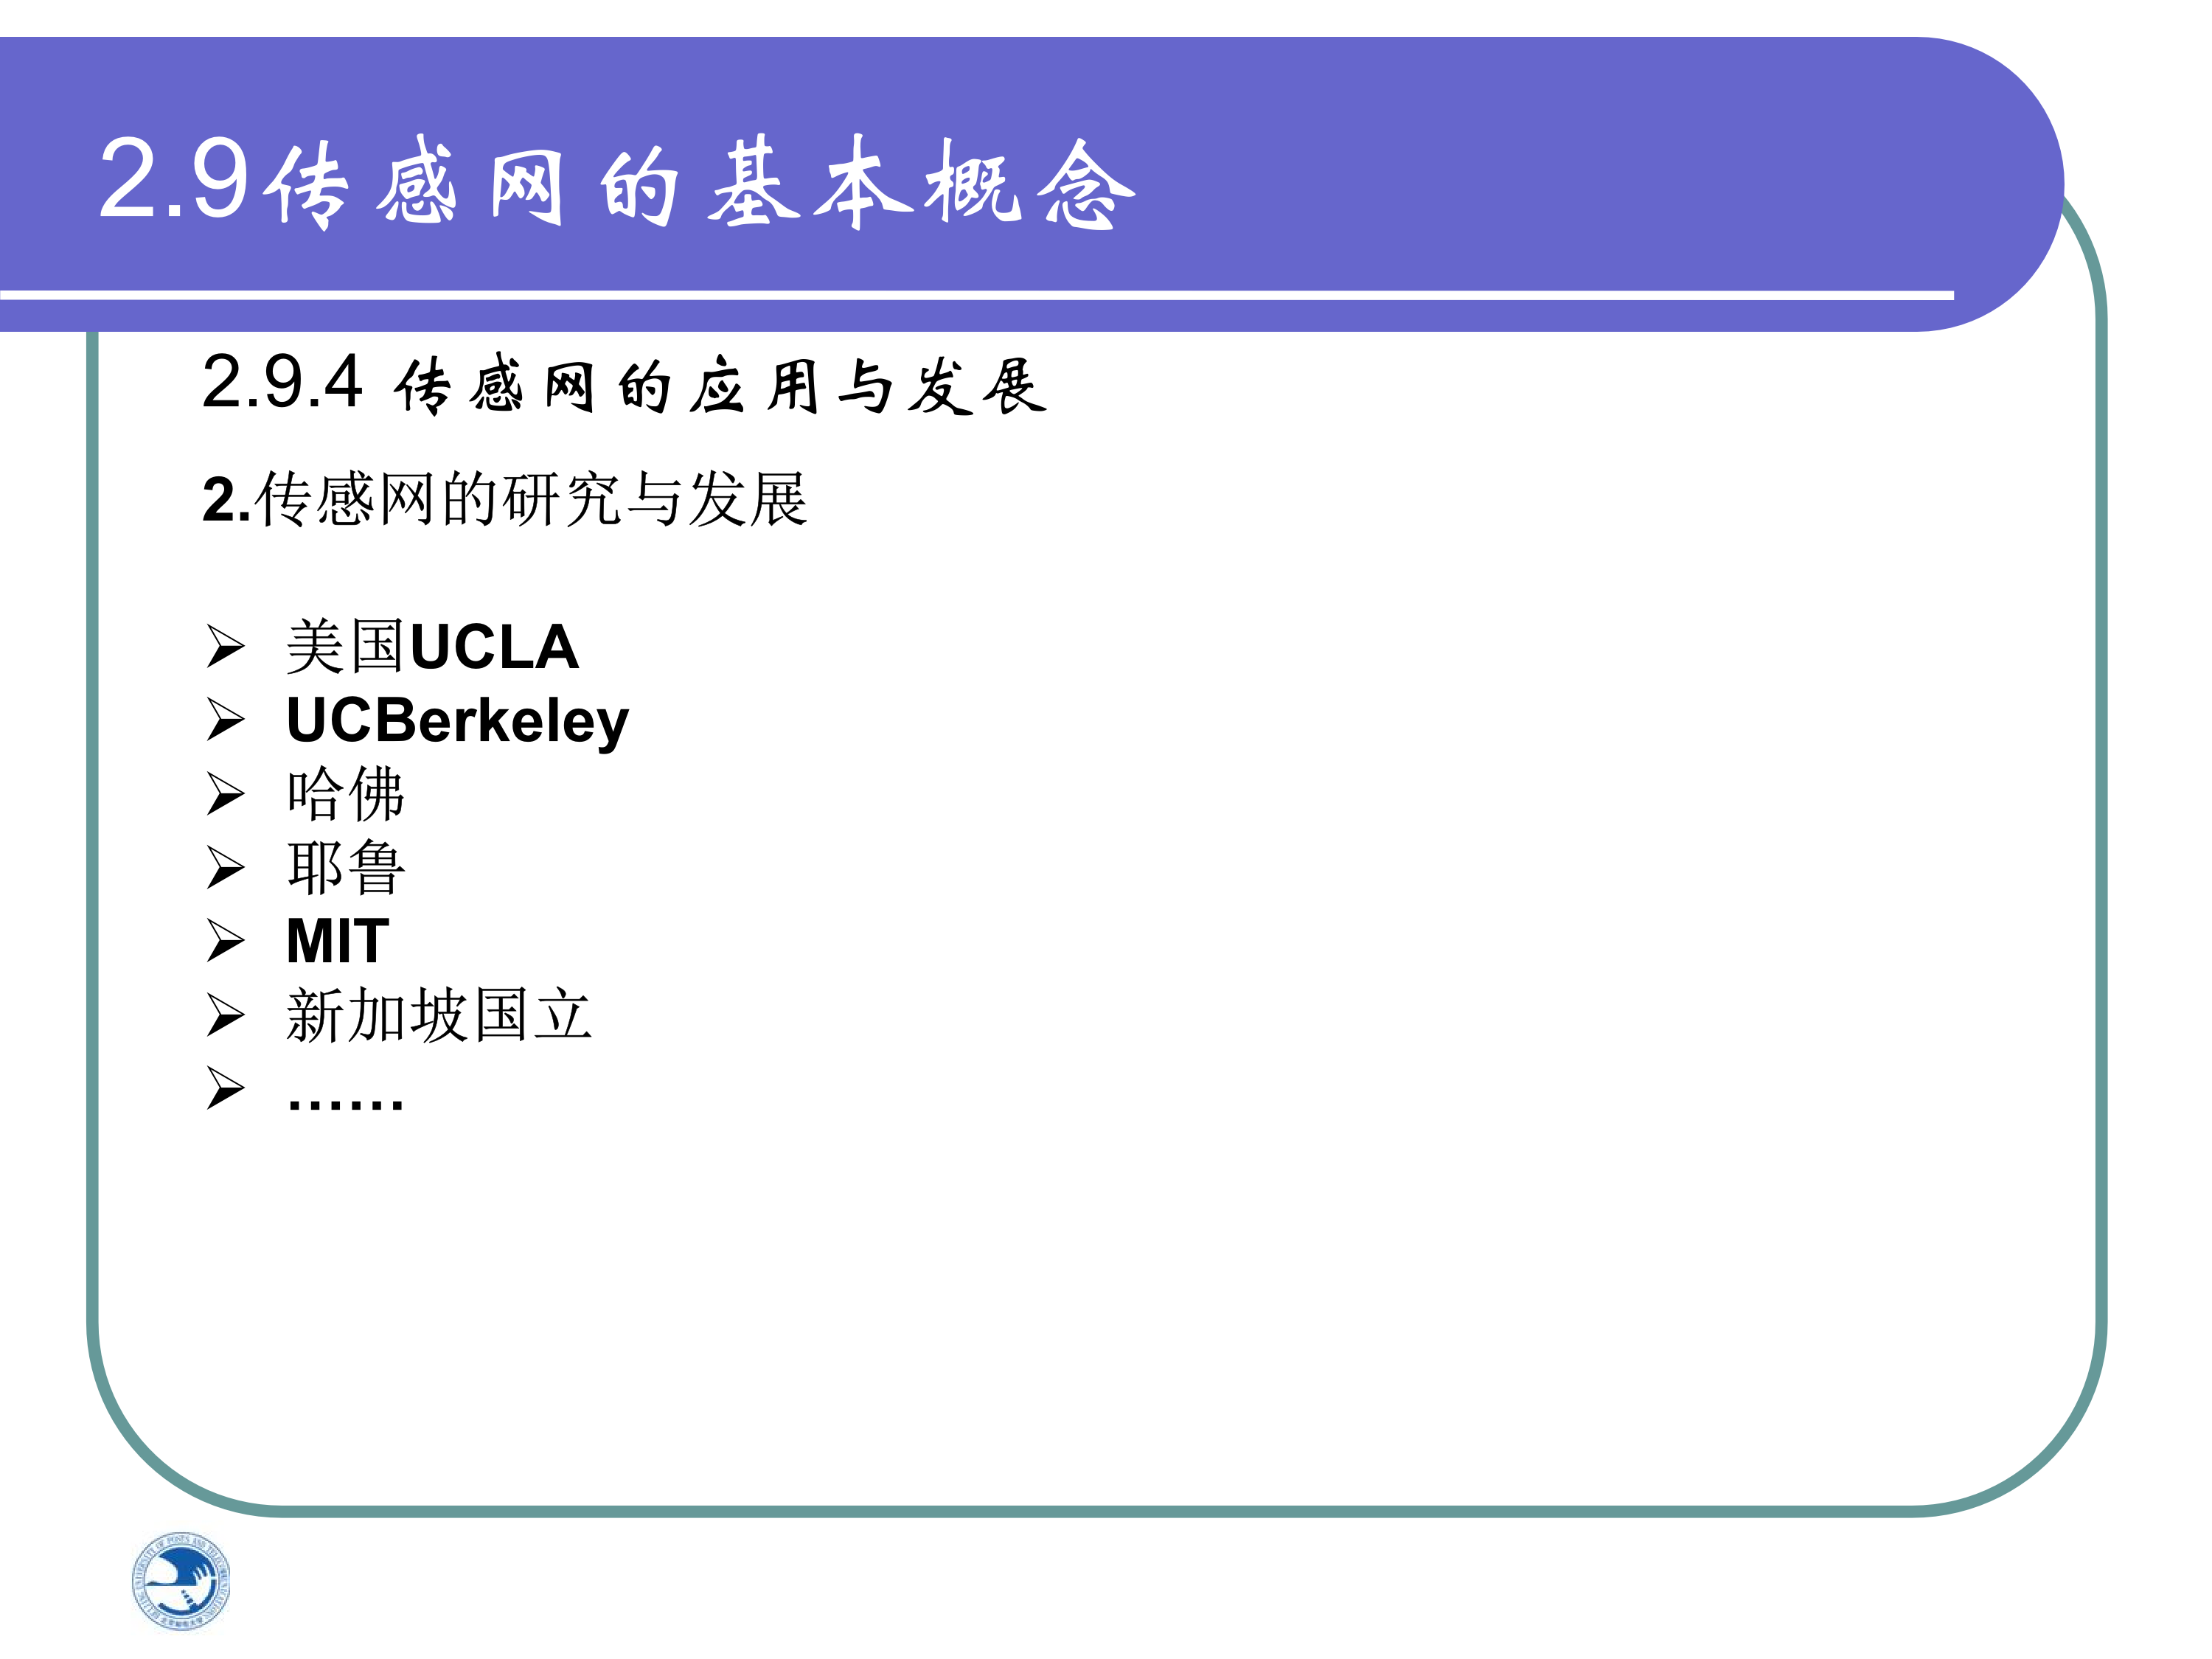 2.9传感网的基本概念
2.9.4 传感网的应用与发展
2.传感网的研究与发展
美国UCLA
UCBerkeley
哈佛
耶鲁
MIT
新加坡国立
......